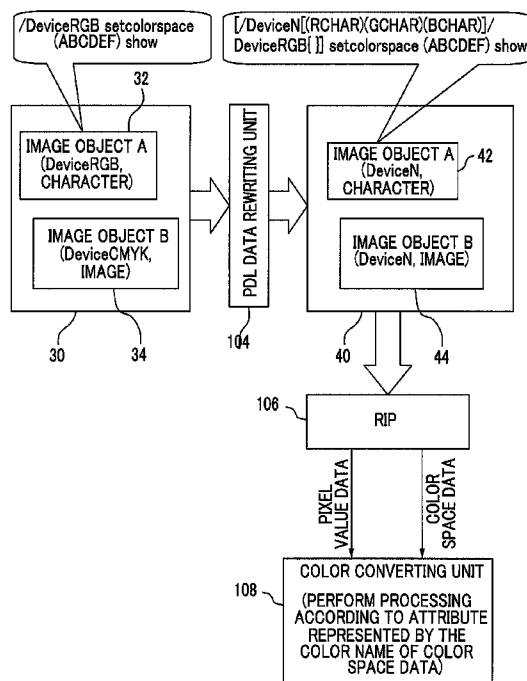 /DeviceRGB setcolorspace
(ABCDEF) show
[/DeviceN[(RCHAR)(GCHAR)(BCHAR)]/
DeviceRGB{ }] setcolorspace (ABCDEF) show
32
IMAGE OBJECT A
(DeviceRGB,
CHARACTER)
IMAGE OBJECT B
(DeviceCMYK,
IMAGE)
30
34
PDL DATA REWRITING UNIT
104
IMAGE OBJECT A
(DeviceN,
CHARACTER)
42
IMAGE OBJECT B
(DeviceN, IMAGE)
40
44
106
RIP
PIXEL
VALUE DATA
COLOR
SPACE DATA
108
COLOR CONVERTING UNIT
(PERFORM PROCESSING
ACCORDING TO ATTRIBUTE
REPRESENTED BY THE
COLOR NAME OF COLOR
SPACE DATA)